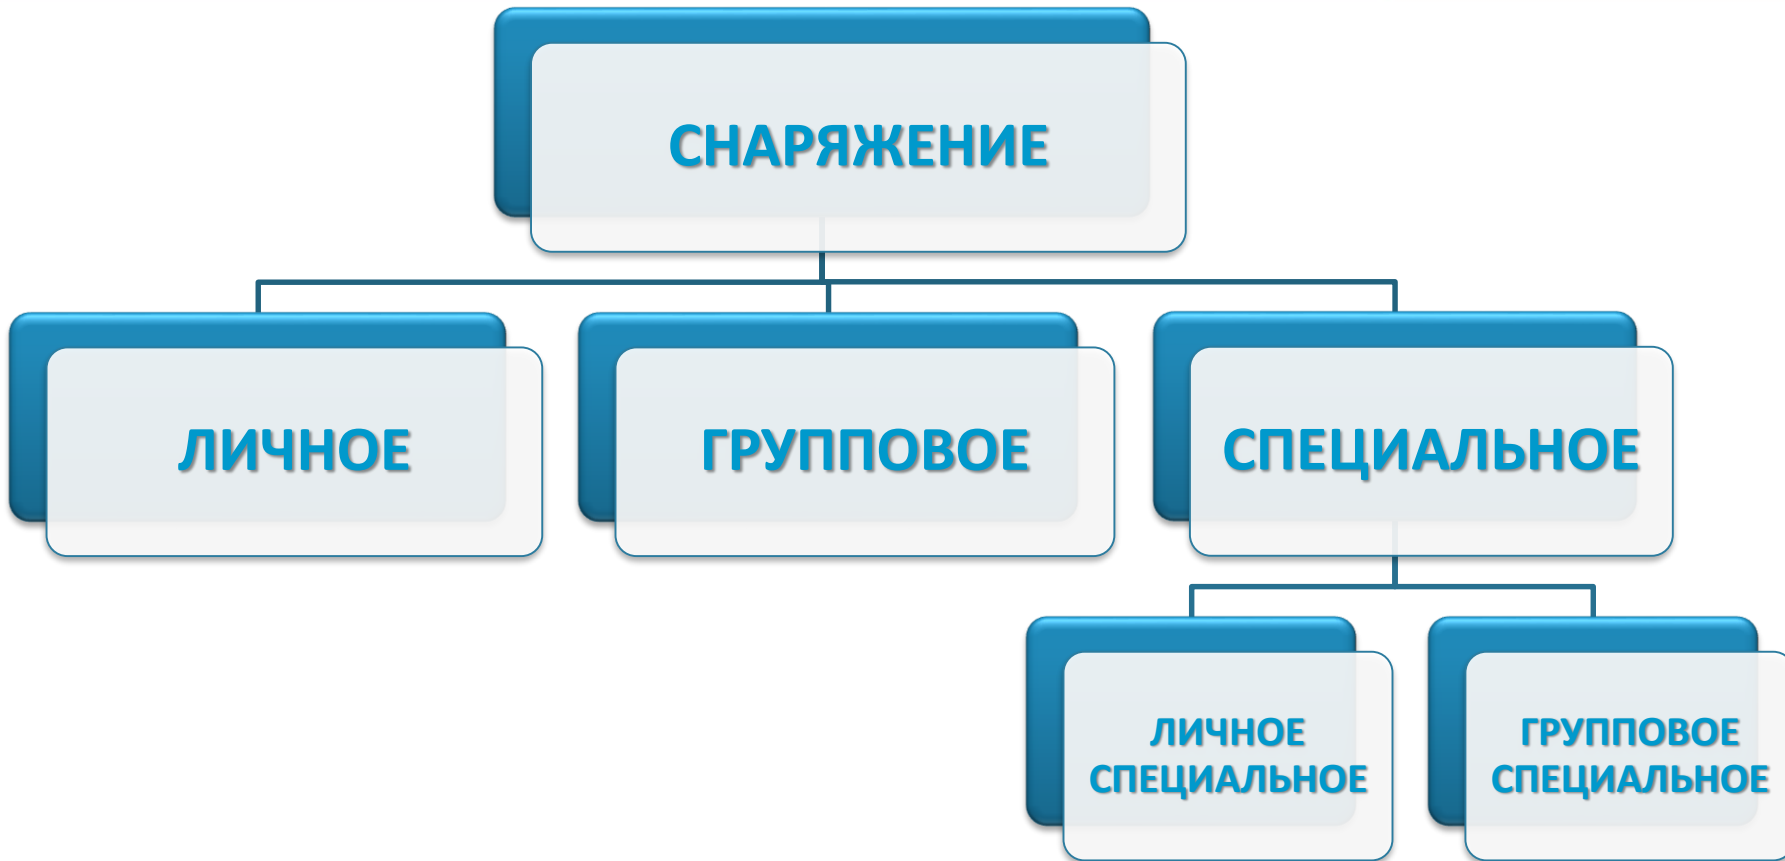 СНАРЯЖЕНИЕ
ЛИЧНОЕ
ГРУППОВОЕ
СПЕЦИАЛЬНОЕ
ЛИЧНОЕ
СПЕЦИАЛЬНОЕ
ГРУППОВОЕ
СПЕЦИАЛЬНОЕ